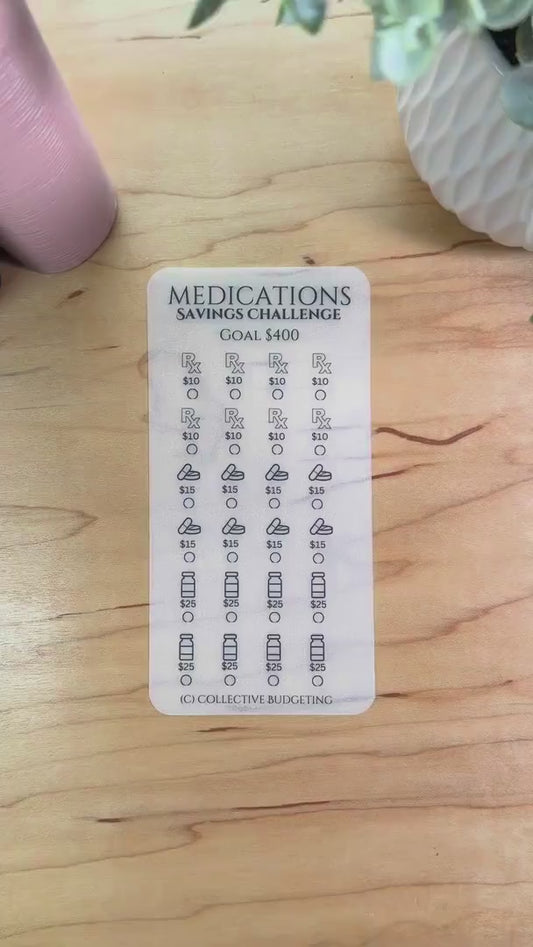 MEDICATIONS
SAVINGS CHALLENGE
GOAL $400
Rx Rx Rx Rx
$10 $10 $10 $10
Rx Rx Rx Rx
$10 $10 $10 $10
$15 $15 $15 $15
$15 $15 $15 $15
$25 $25 $25 $25
$25 $25 $25 $25
(C) COLLECTIVE BUDGETING